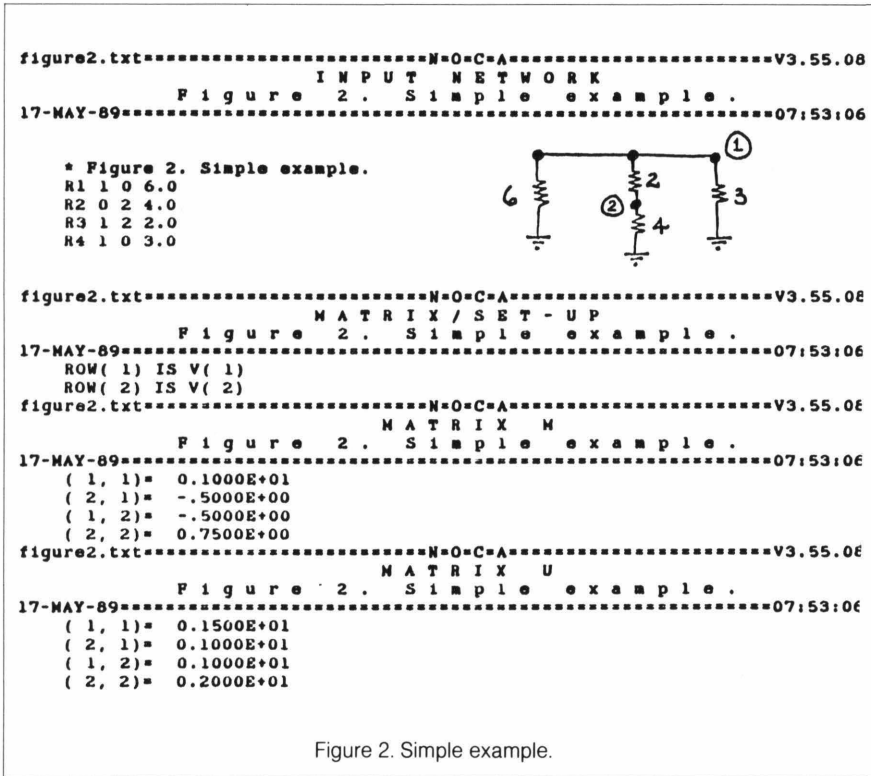 figure2.txt==========================N=O=C=A========================V3.55.08
I N P U T   N E T W O R K
F i g u r e   2 .   S i m p l e   e x a m p l e .
17-MAY-89=====================================================07:53:06
* Figure 2. Simple example.
R1 1 0 6.0
R2 0 2 4.0
R3 1 2 2.0
R4 1 0 3.0
1
6
2
3
2
4
figure2.txt==========================N=O=C=A========================V3.55.08
M A T R I X / S E T - U P
F i g u r e   2 .   S i m p l e   e x a m p l e .
17-MAY-89=====================================================07:53:06
ROW( 1) IS V( 1)
ROW( 2) IS V( 2)
figure2.txt==========================N=O=C=A========================V3.55.08
M A T R I X   M
F i g u r e   2 .   S i m p l e   e x a m p l e .
17-MAY-89=====================================================07:53:06
( 1, 1)=  0.1000E+01
( 2, 1)=  -.5000E+00
( 1, 2)=  -.5000E+00
( 2, 2)=  0.7500E+00
figure2.txt==========================N=O=C=A========================V3.55.08
M A T R I X   U
F i g u r e   2 .   S i m p l e   e x a m p l e .
17-MAY-89=====================================================07:53:06
( 1, 1)=  0.1500E+01
( 2, 1)=  0.1000E+01
( 1, 2)=  0.1000E+01
( 2, 2)=  0.2000E+01
Figure 2. Simple example.